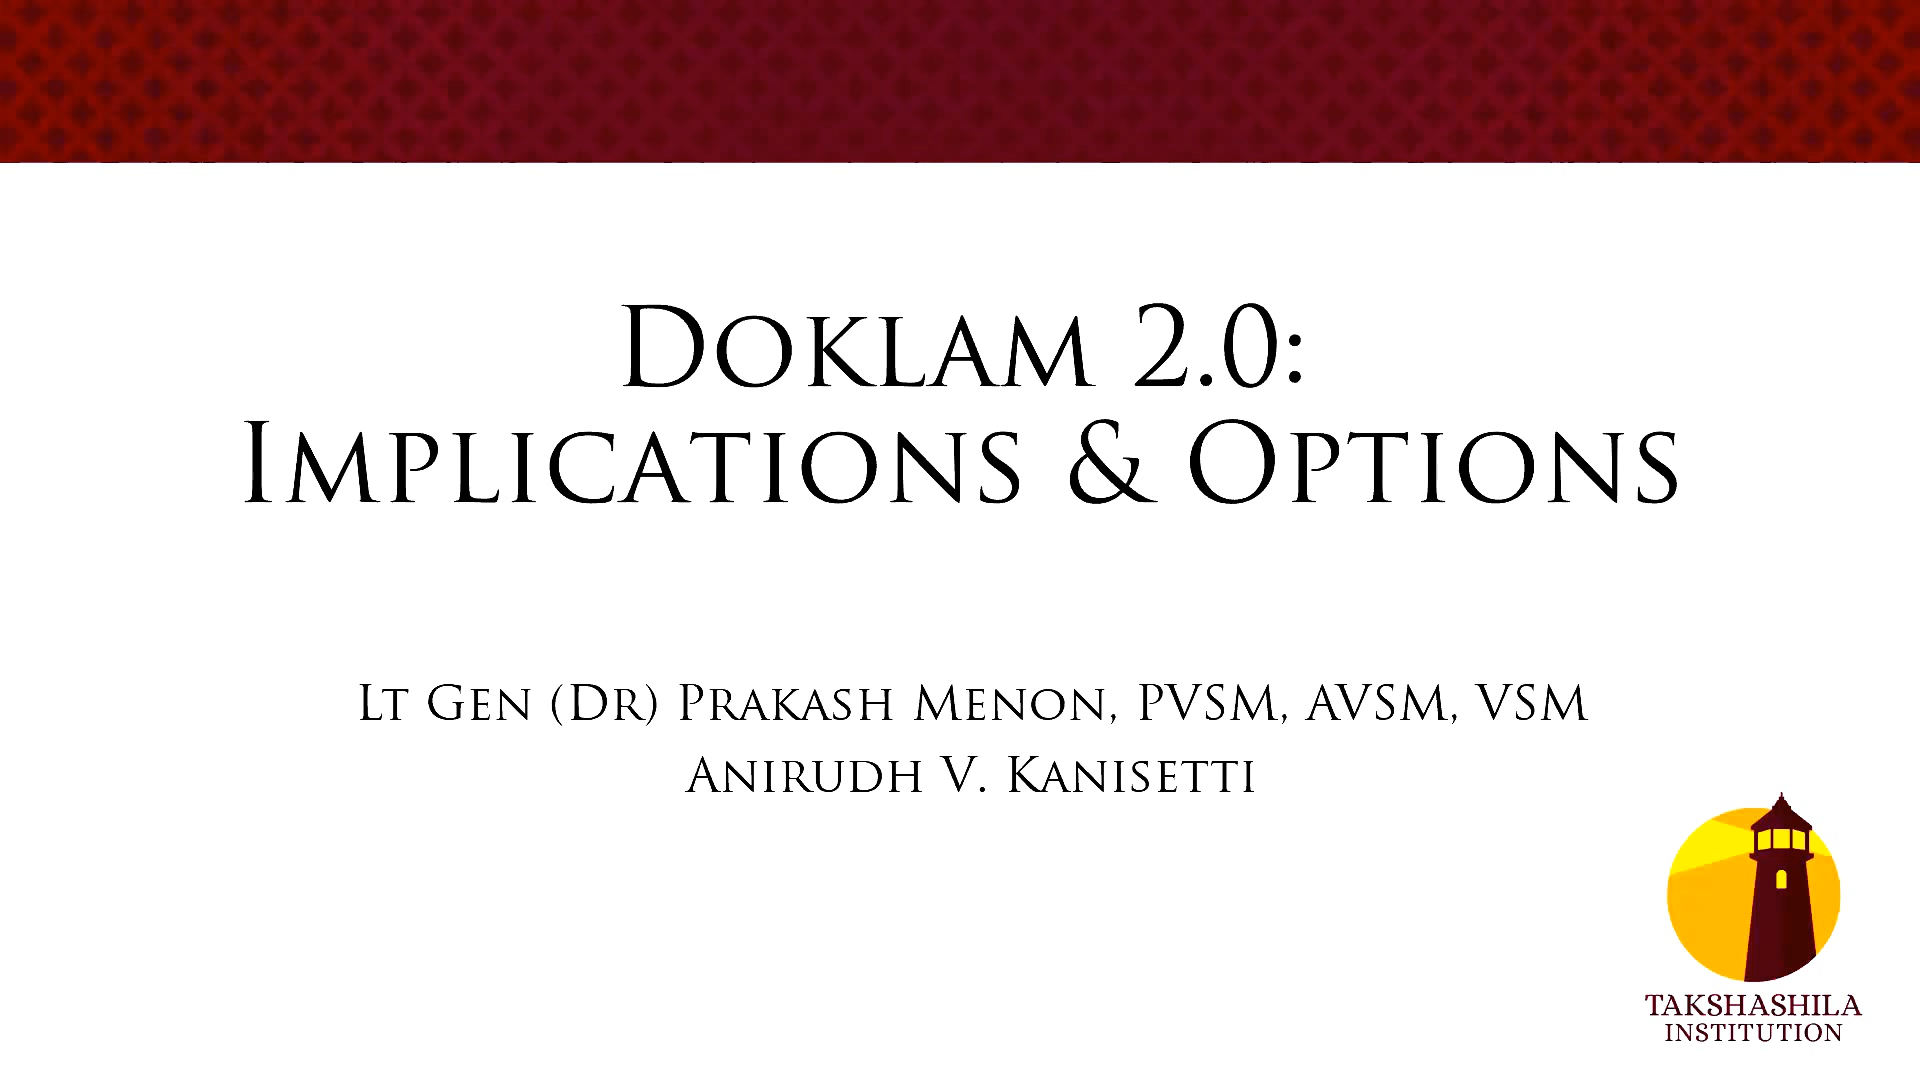 Doklam 2.0:
Implications & Options
Lt Gen (Dr) Prakash Menon, PVSM, AVSM, VSM
Anirudh V. Kanisetti
TAKSHASHILA
INSTITUTION